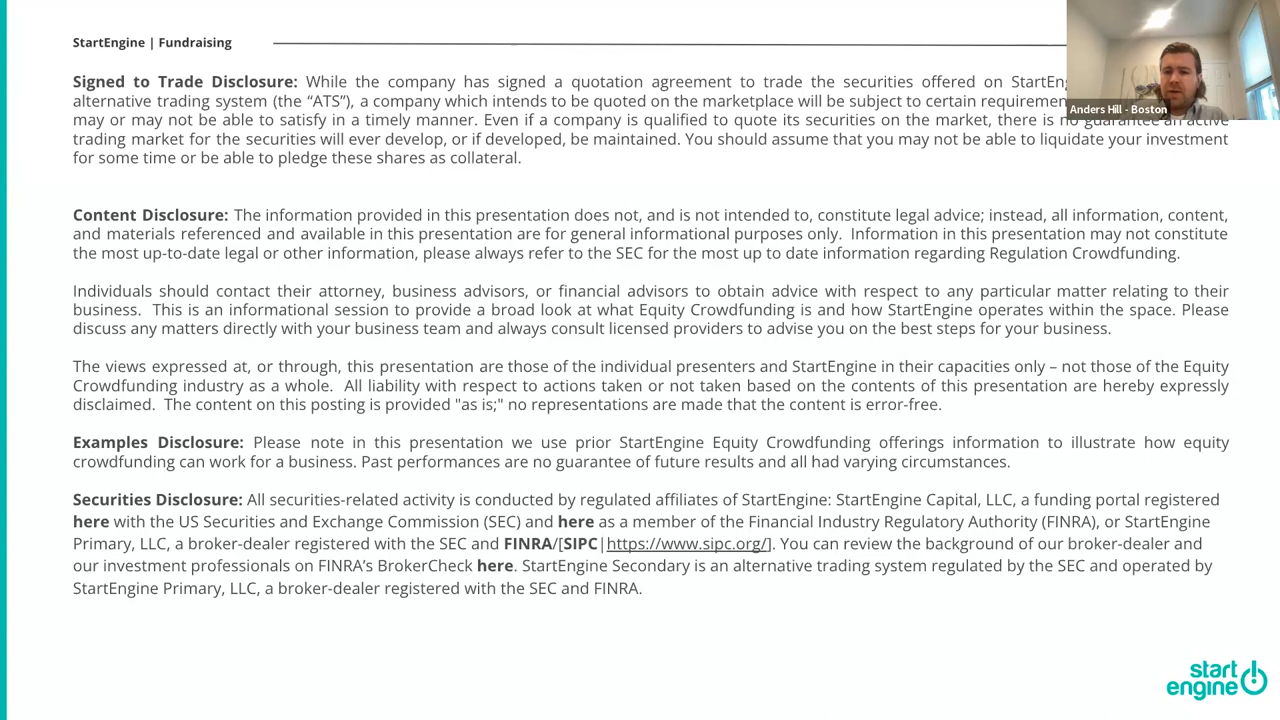 StartEngine | Fundraising
Signed to Trade Disclosure: While the company has signed a quotation agreement to trade the securities offered on
alternative trading system (the “ATS”), a company which intends to be quoted on the marketplace will be subject to certain
Anders Hill - Boston
may or may not be able to satisfy in a timely manner. Even if a company is qualified to quote its securities on the market, there is no guarantee an active
trading market for the securities will ever develop, or if developed, be maintained. You should assume that you may not be able to liquidate your investment
for some time or be able to pledge these shares as collateral.
Content Disclosure: The information provided in this presentation does not, and is not intended to, constitute legal advice; instead, all information, content,
and materials referenced and available in this presentation are for general informational purposes only.  Information in this presentation may not constitute
the most up-to-date legal or other information, please always refer to the SEC for the most up to date information regarding Regulation Crowdfunding.
Individuals should contact their attorney, business advisors, or financial advisors to obtain advice with respect to any particular matter relating to their
business.  This is an informational session to provide a broad look at what Equity Crowdfunding is and how StartEngine operates within the space. Please
discuss any matters directly with your business team and always consult licensed providers to advise you on the best steps for your business.
The views expressed at, or through, this presentation are those of the individual presenters and StartEngine in their capacities only – not those of the Equity
Crowdfunding industry as a whole.  All liability with respect to actions taken or not taken based on the contents of this presentation are hereby expressly
disclaimed.  The content on this posting is provided "as is;" no representations are made that the content is error-free.
Examples Disclosure: Please note in this presentation we use prior StartEngine Equity Crowdfunding offerings information to illustrate how equity
crowdfunding can work for a business. Past performances are no guarantee of future results and all had varying circumstances.
Securities Disclosure: All securities-related activity is conducted by regulated affiliates of StartEngine: StartEngine Capital, LLC, a funding portal registered
here with the US Securities and Exchange Commission (SEC) and here as a member of the Financial Industry Regulatory Authority (FINRA), or StartEngine
Primary, LLC, a broker-dealer registered with the SEC and FINRA/[SIPC|https://www.sipc.org/]. You can review the background of our broker-dealer and
our investment professionals on FINRA’s BrokerCheck here. StartEngine Secondary is an alternative trading system regulated by the SEC and operated by
StartEngine Primary, LLC, a broker-dealer registered with the SEC and FINRA.
start
engine